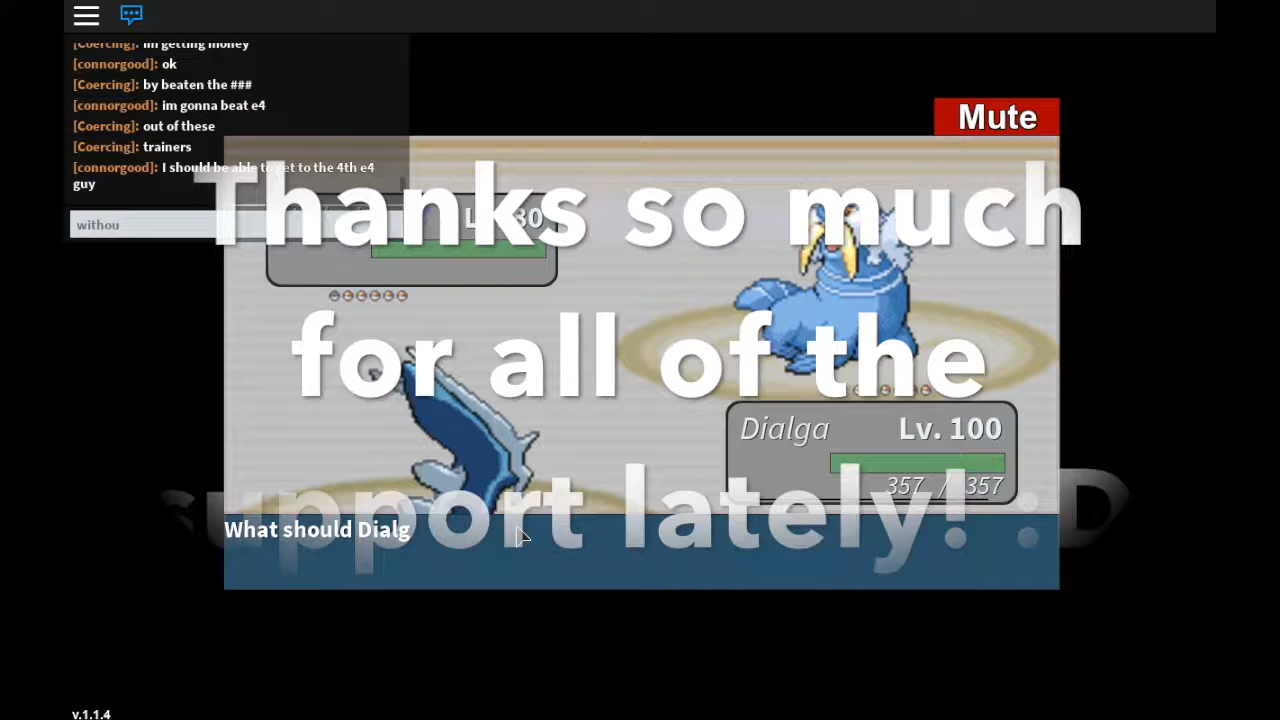 [Coercing]: im getting money
[connorgood]: ok
[Coercing]: by beaten the ###
[connorgood]: im gonna beat e4
[Coercing]: out of these
[Coercing]: trainers
[connorgood]: I should be able to get to the 4th e4
guy
withou
Mute
Thanks so much
for all of the
support lately! :D
Dialga Lv. 100
357 / 357
What should Dialg
v.1.1.4